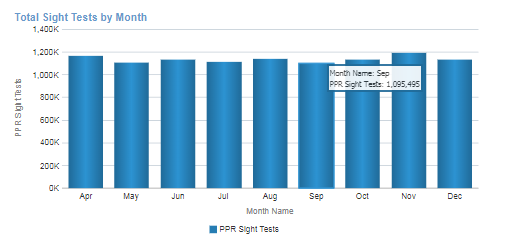 Total Sight Tests by Month
1,400K
1,200K
1,000K
800K
600K
400K
200K
0K
PPR Sight Tests
Month Name: Sep
PPR Sight Tests: 1,095,495
Apr May Jun Jul Aug Sep Oct Nov Dec
Month Name
PPR Sight Tests